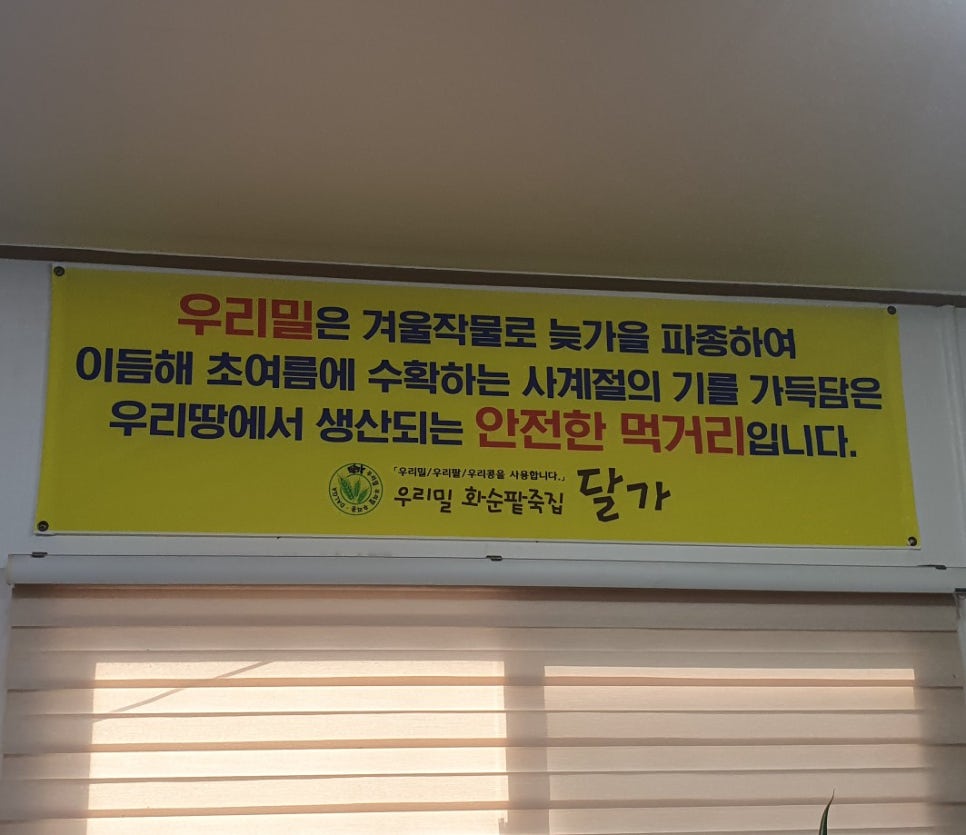 우리밀은 겨울작물로 늦가을 파종하여
이듬해 초여름에 수확하는 사계절의 기를 가득담은
우리땅에서 생산되는 안전한 먹거리입니다.
「우리밀/우리팥/우리콩을 사용합니다.」
우리밀 화순팥죽집 달가